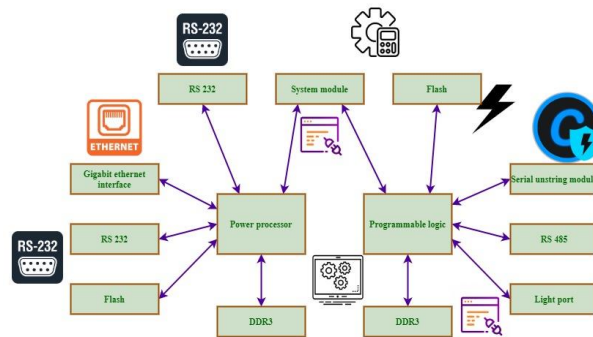 RS-232
RS 232
System module
Flash
ETHERNET
Gigabit ethernet
interface
Serial unstring module
Power processor
Programmable logic
RS-232
RS 232
RS 485
Flash
Light port
DDR3
DDR3